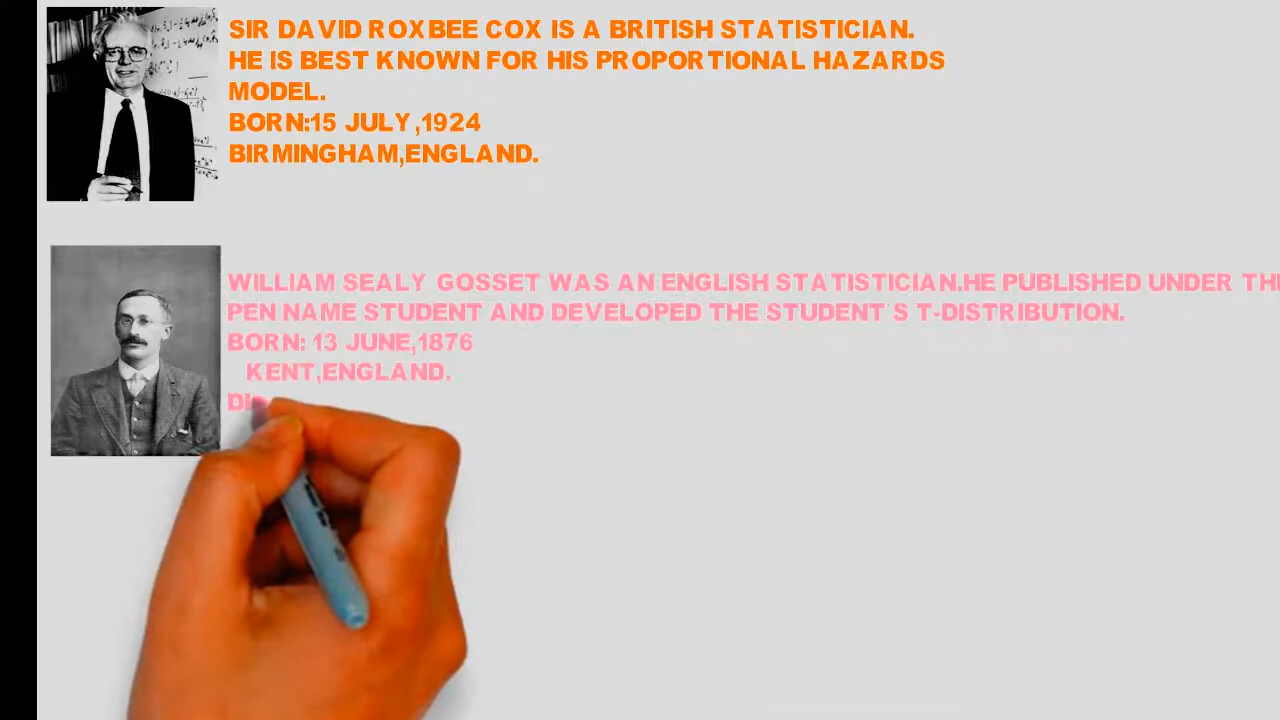 SIR DAVID ROXBEE COX IS A BRITISH STATISTICIAN.
HE IS BEST KNOWN FOR HIS PROPORTIONAL HAZARDS
MODEL.
BORN:15 JULY,1924
BIRMINGHAM,ENGLAND.
WILLIAM SEALY GOSSET WAS AN ENGLISH STATISTICIAN.HE PUBLISHED UNDER
PEN NAME STUDENT AND DEVELOPED THE STUDENT`S T-DISTRIBUTION.
BORN: 13 JUNE,1876
KENT,ENGLAND.